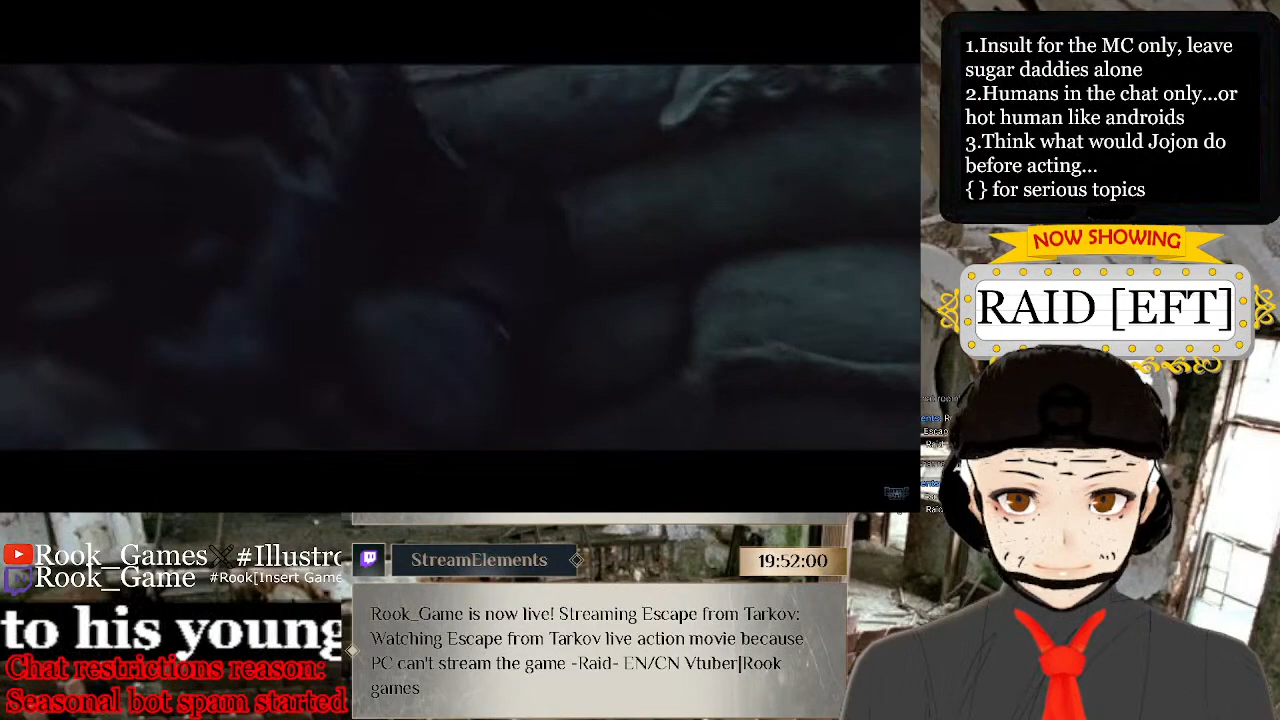 1.Insult for the MC only, leave
sugar daddies alone
2.Humans in the chat only...or
hot human like androids
3.Think what would Jojon do
before acting...
{ } for serious topics
NOW SHOWING
RAID [EFT]
Rook_Games #Illustr
Rook_Game #Rook[Insert Game
to his young
Chat restrictions reason:
Seasonal bot spam started
StreamElements
19:52:00
Rook_Game is now live! Streaming Escape from Tarkov:
Watching Escape from Tarkov live action movie because
PC can't stream the game -Raid- EN/CN Vtuber|Rook
games